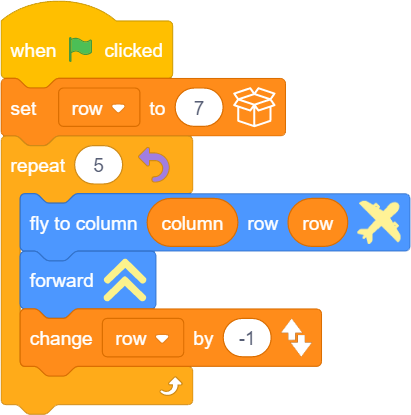 when clicked
set row to 7
repeat 5
fly to column column row row
forward
change row by -1